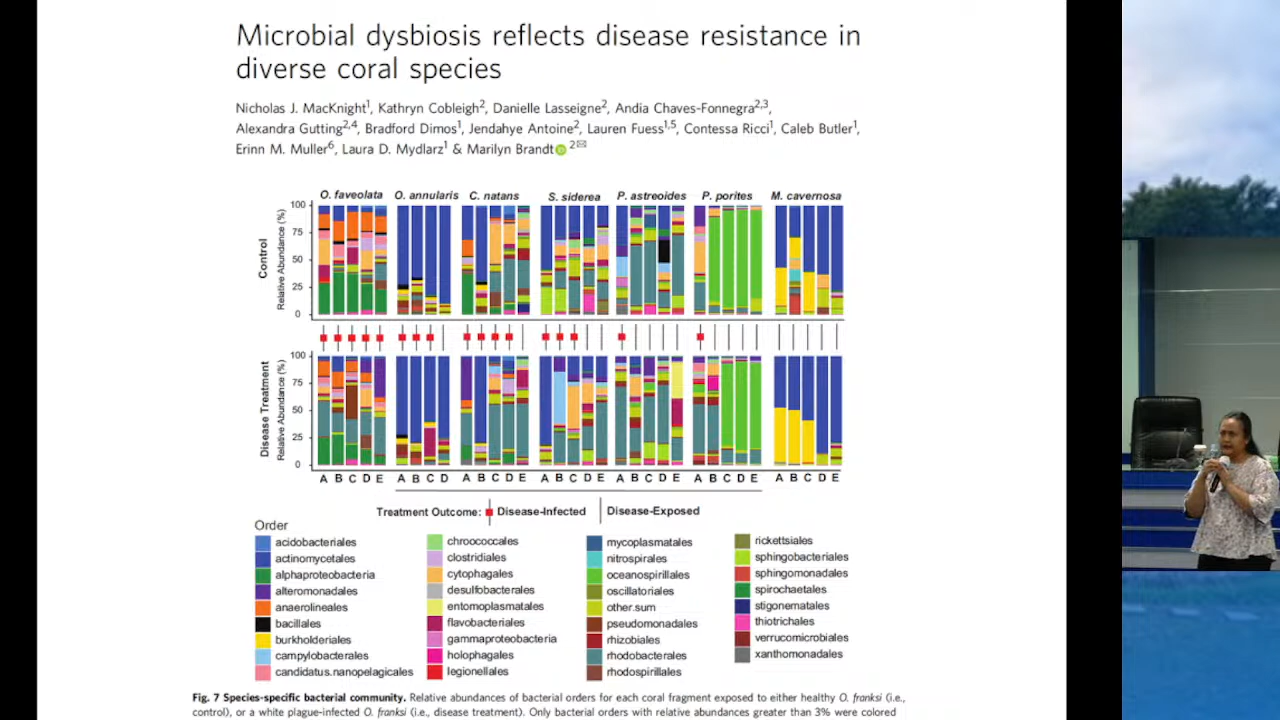 Microbial dysbiosis reflects disease resistance in
diverse coral species
Nicholas J. MacKnight1, Kathryn Cobleigh2, Danielle Lasseigne2, Andia Chaves-Fonnegra2,3,
Alexandra Gutting2,4, Bradford Dimos1, Jendahye Antoine2, Lauren Fuess1,5, Contessa Ricci1, Caleb Butler1,
Erinn M. Muller6, Laura D. Mydlarz1 & Marilyn Brandt 2✉
O. faveolata O. annularis C. natans S. siderea P. astreoides P. porites M. cavernosa
Control
Relative Abundance (%)
100
75
50
25
0
Disease Treatment
Relative Abundance (%)
100
75
50
25
0
A B C D E A B C D A B C D E A B C D E A B C D E A B C D E A B C D E
Treatment Outcome: Disease-Infected Disease-Exposed
Order
acidobacteriales
actinomycetales
alphaproteobacteria
alteromonadales
anaerolineales
bacillales
burkholderiales
campylobacterales
candidatus.nanopelagicales
chroococcales
clostridiales
cytophagales
desulfobacterales
entomoplasmatales
flavobacteriales
gammaproteobacteria
holophagales
legionellales
mycoplasmatales
nitrospirales
oceanospirillales
oscillatoriales
other.sum
pseudomonadales
rhizobiales
rhodobacterales
rhodospirillales
rickettsiales
sphingobacteriales
sphingomonadales
spirochaetales
stigonematales
thiotrichales
verrucomicrobiales
xanthomonadales
Fig. 7 Species-specific bacterial community. Relative abundances of bacterial orders for each coral fragment exposed to either healthy O. franksi (i.e.,
control), or a white plague-infected O. franksi (i.e., disease treatment). Only bacterial orders with relative abundances greater than 3% were colored